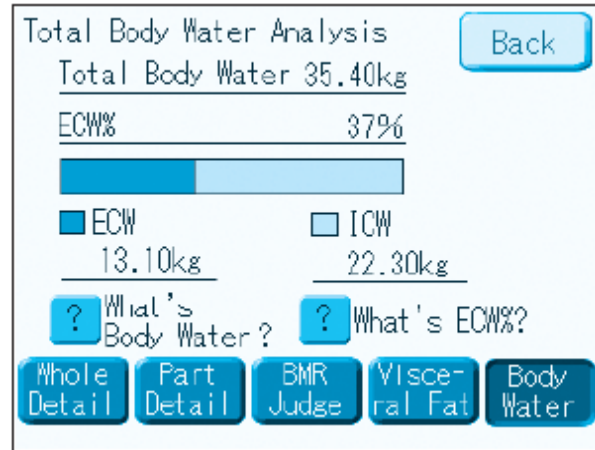 Total Body Water Analysis
Back
Total Body Water 35.40kg
ECW% 37%
ECW
ICW
13.10kg
22.30kg
? What's
Body Water?
? What's ECW%?
Whole
Detail
Part
Detail
BMR
Judge
Visce-
ral Fat
Body
Water